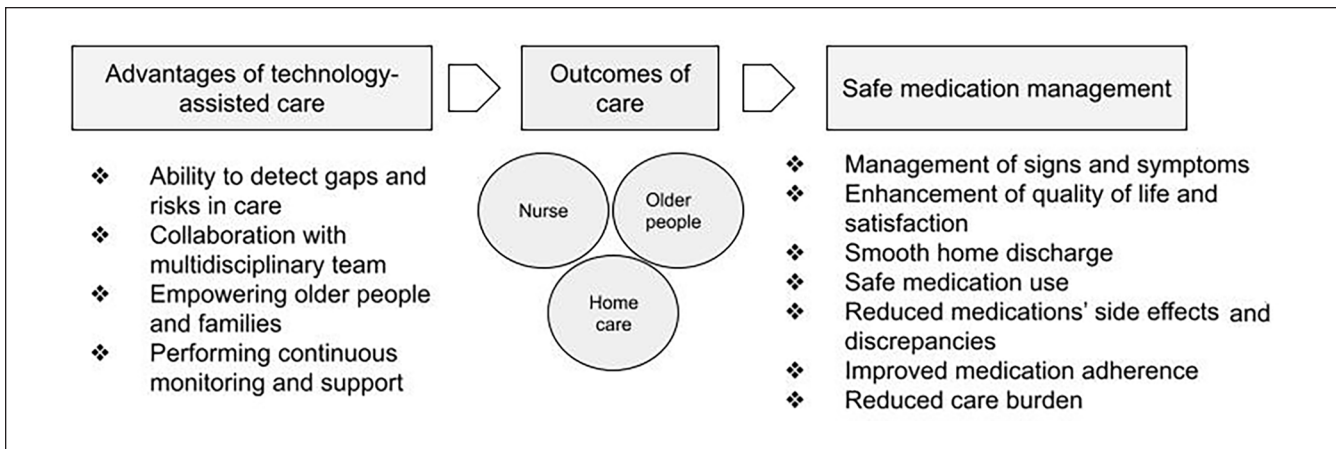 Advantages of technology-
assisted care
Outcomes of
care
Safe medication management
❖ Ability to detect gaps and
risks in care
❖ Collaboration with
multidisciplinary team
❖ Empowering older people
and families
❖ Performing continuous
monitoring and support
Nurse
Older
people
Home
care
❖ Management of signs and symptoms
❖ Enhancement of quality of life and
satisfaction
❖ Smooth home discharge
❖ Safe medication use
❖ Reduced medications’ side effects and
discrepancies
❖ Improved medication adherence
❖ Reduced care burden